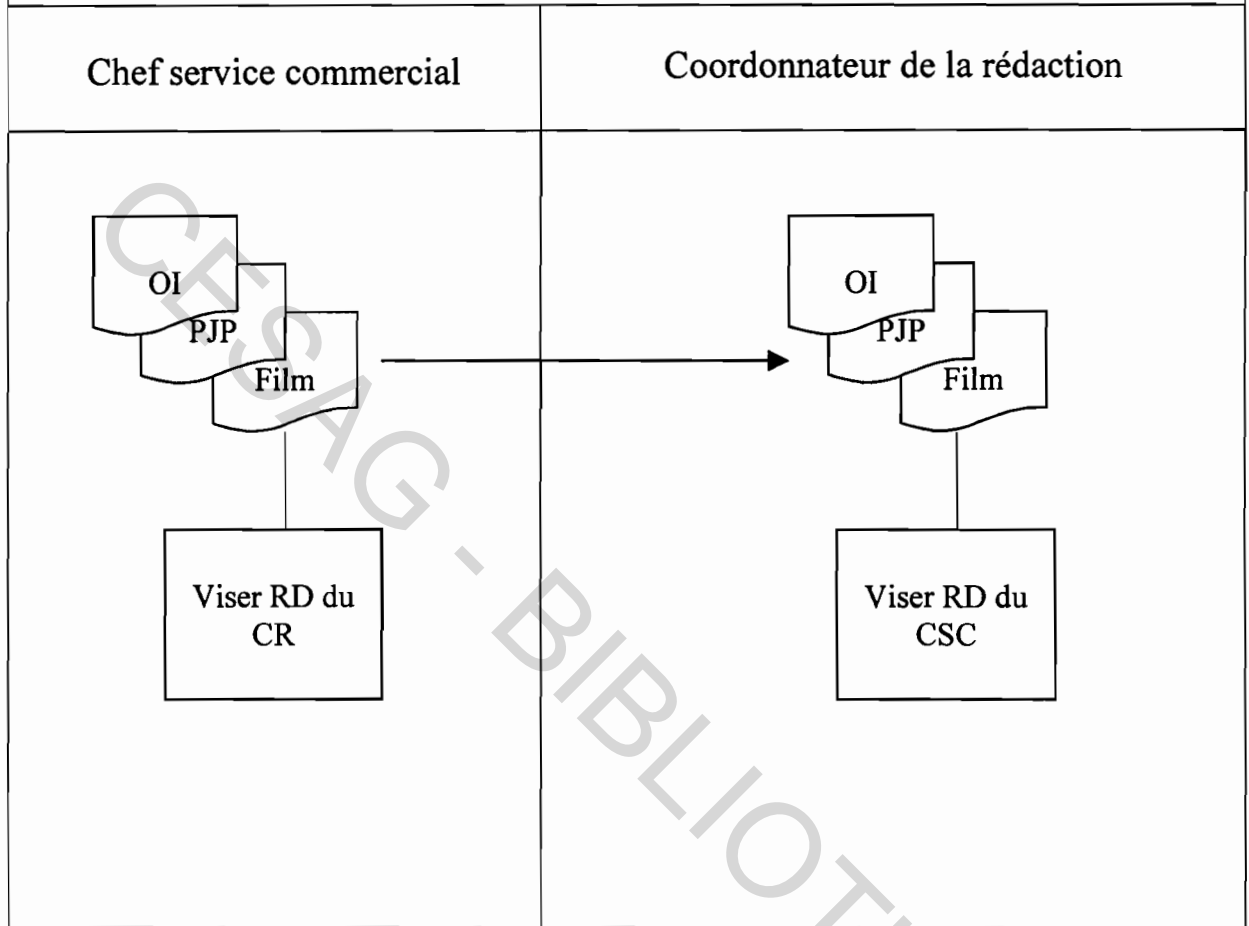 Chef service commercial
Coordonnateur de la rédaction
OI
PJP
Film
OI
PJP
Film
Viser RD du
CR
Viser RD du
CSC
CESAG - BIBLIOT